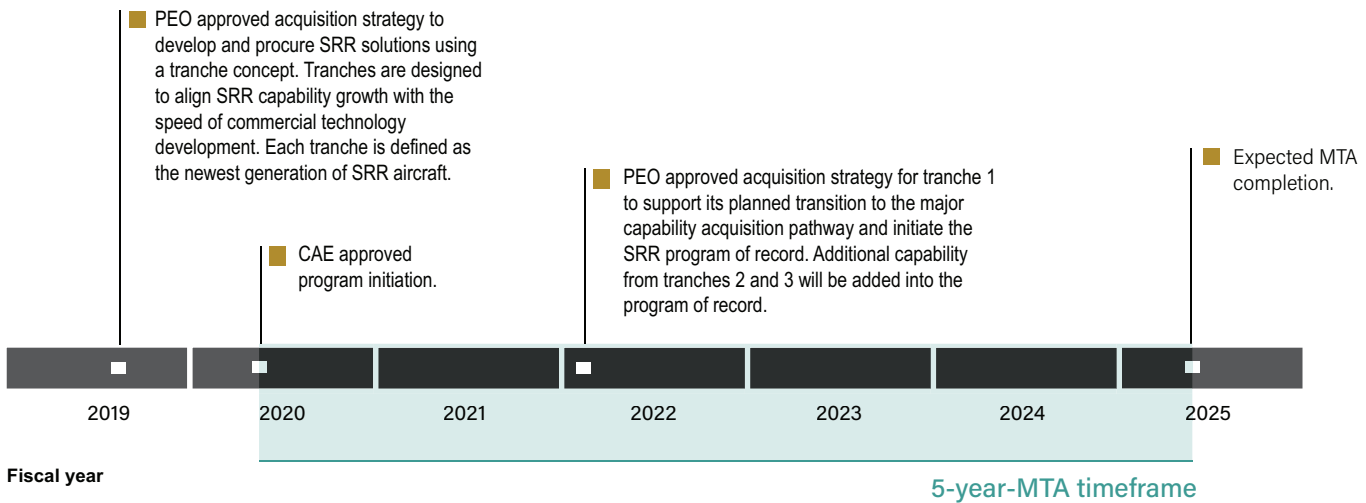 PEO approved acquisition strategy to
develop and procure SRR solutions using
a tranche concept. Tranches are designed
to align SRR capability growth with the
speed of commercial technology
development. Each tranche is defined as
the newest generation of SRR aircraft.
CAE approved
program initiation.
PEO approved acquisition strategy for tranche 1
to support its planned transition to the major
capability acquisition pathway and initiate the
SRR program of record. Additional capability
from tranches 2 and 3 will be added into the
program of record.
Expected MTA
completion.
2019 2020 2021 2022 2023 2024 2025
Fiscal year
5-year-MTA timeframe